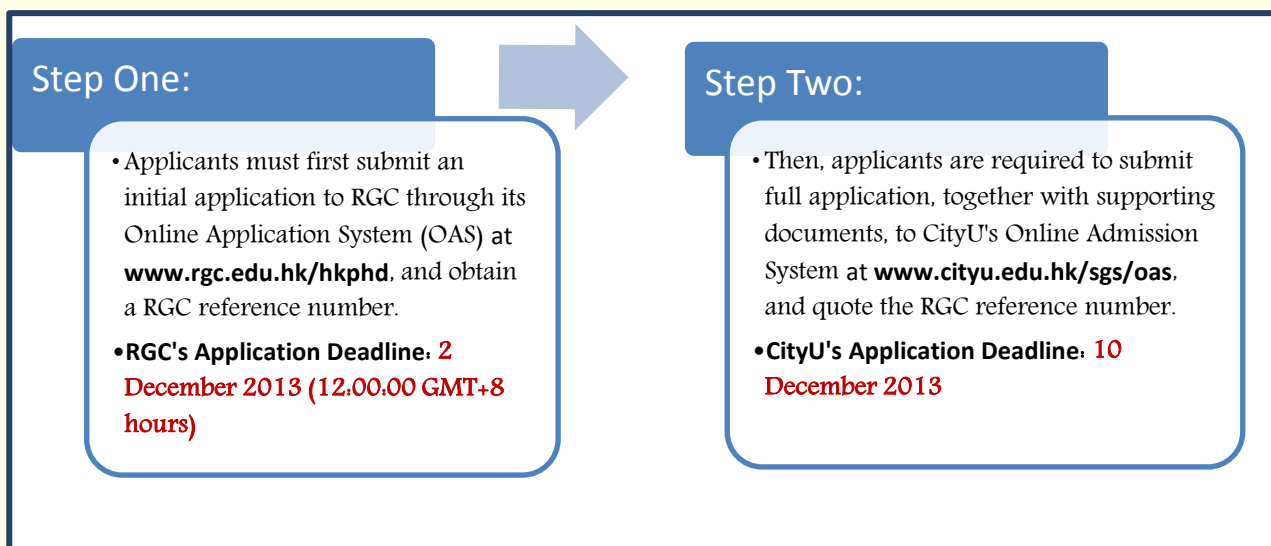 Step One:
• Applicants must first submit an
initial application to RGC through its
Online Application System (OAS) at
www.rgc.edu.hk/hkphd, and obtain
a RGC reference number.
•RGC's Application Deadline: 2
December 2013 (12:00:00 GMT+8
hours)
Step Two:
• Then, applicants are required to submit
full application, together with supporting
documents, to CityU's Online Admission
System at www.cityu.edu.hk/sgs/oas,
and quote the RGC reference number.
•CityU's Application Deadline: 10
December 2013